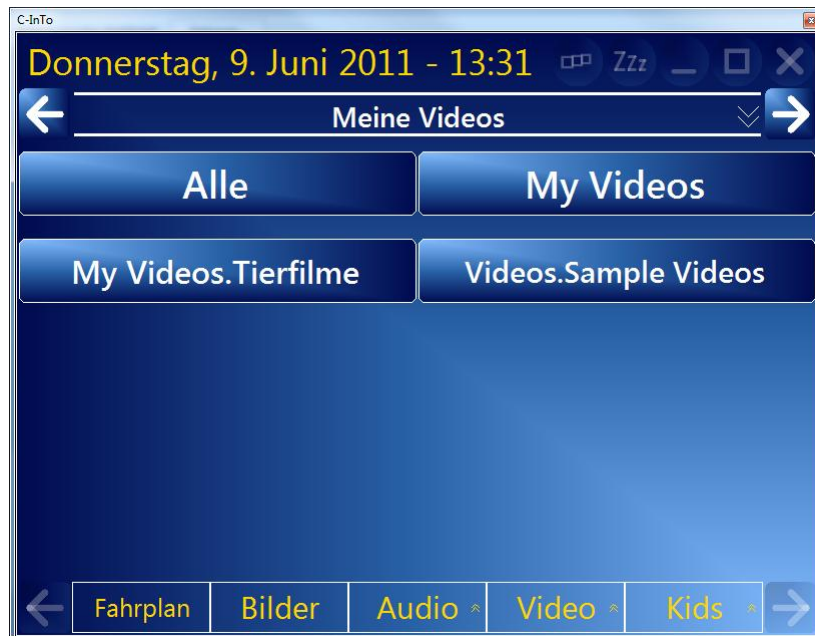 C-InTo
Donnerstag, 9. Juni 2011 - 13:31 Zzz
Meine Videos
Alle My Videos
My Videos.Tierfilme Videos.Sample Videos
Fahrplan Bilder Audio Video Kids